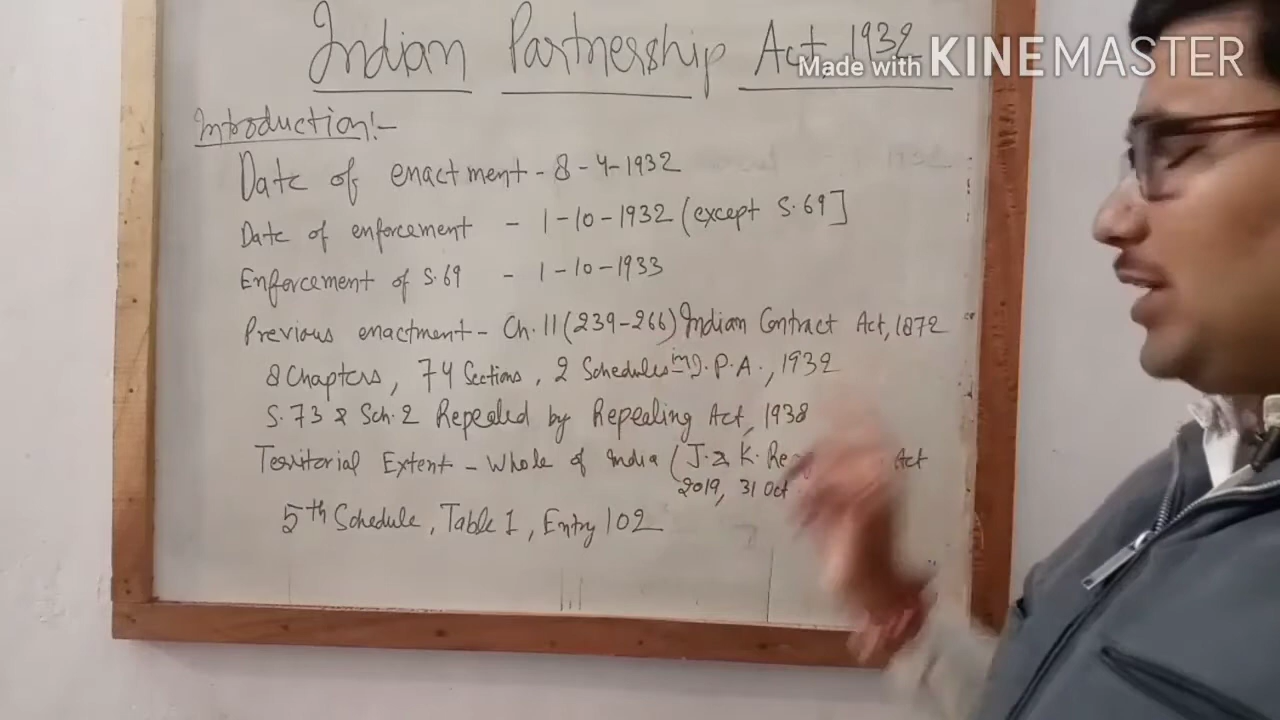 Indian Partnership Act 1932
Made with KINEMASTER
Introduction:-
Date of enactment - 8-4-1932
Date of enforcement - 1-10-1932 (except S.69]
Enforcement of S.69 - 1-10-1933
Previous enactment - Ch. 11 (239-266) Indian Contract Act, 1872
8 Chapters, 74 Sections, 2 Schedules in I.P.A., 1932
S.73 & Sch.2 Repealed by Repealing Act, 1938
Territorial Extent - Whole of India (J.& K. Act
2019, 31 Oct
5th Schedule, Table 1, Entry 102